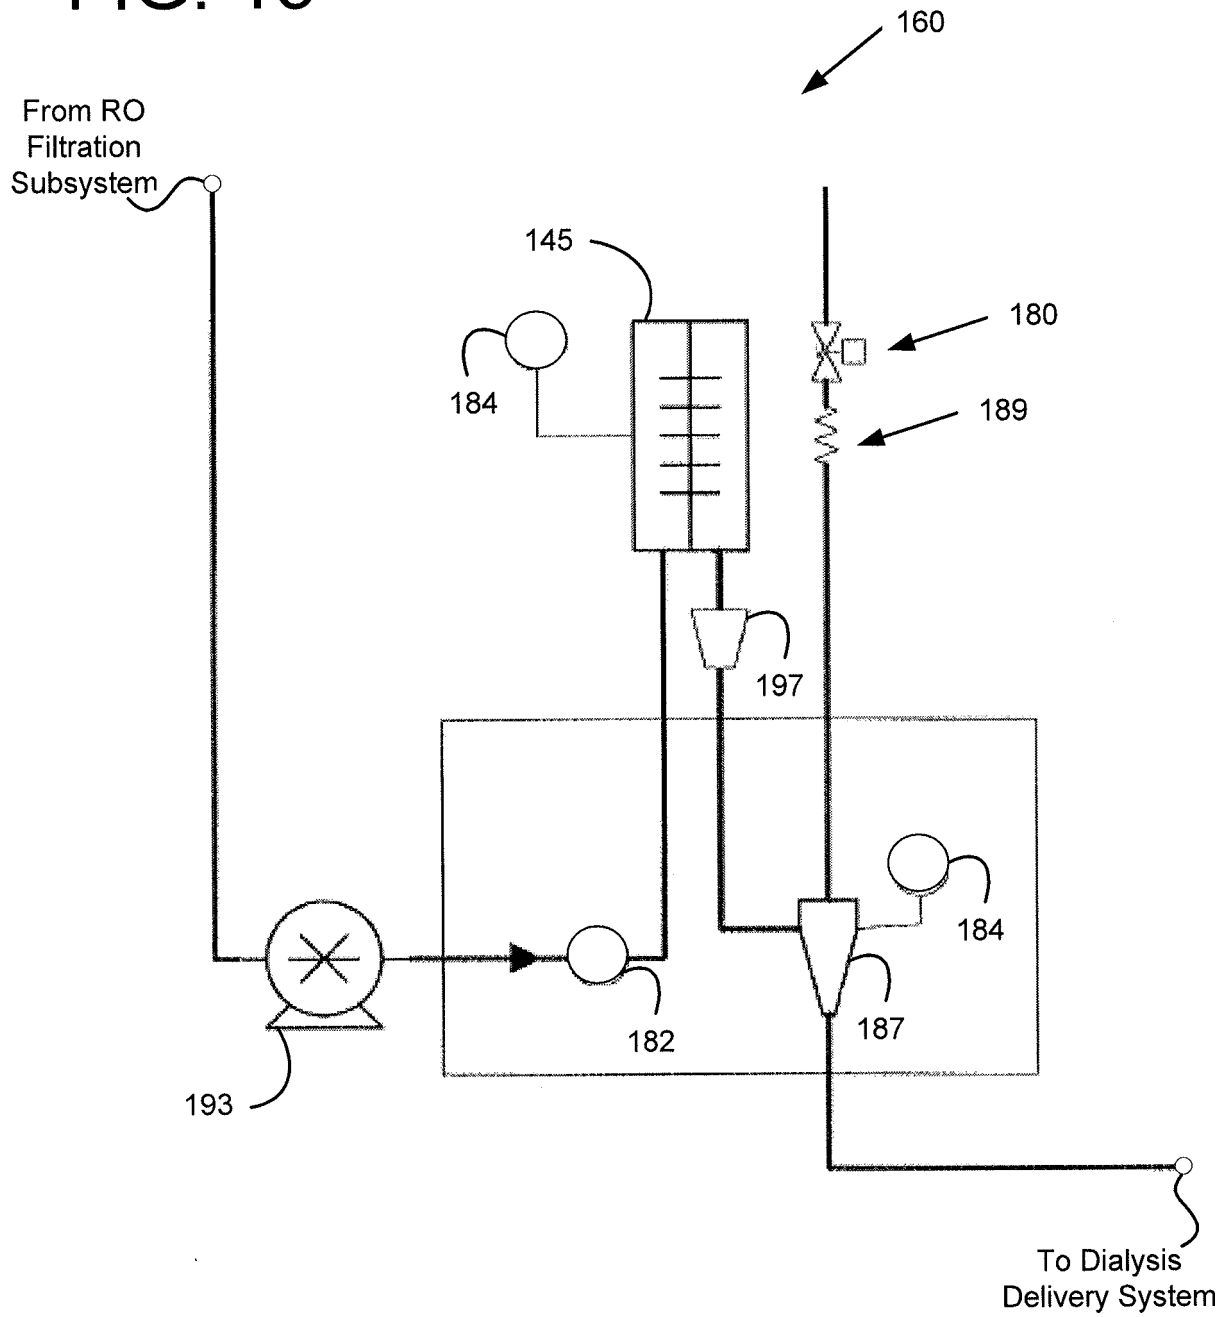 160
From RO
Filtration
Subsystem
145
180
184
189
197
184
187
182
193
To Dialysis
Delivery System